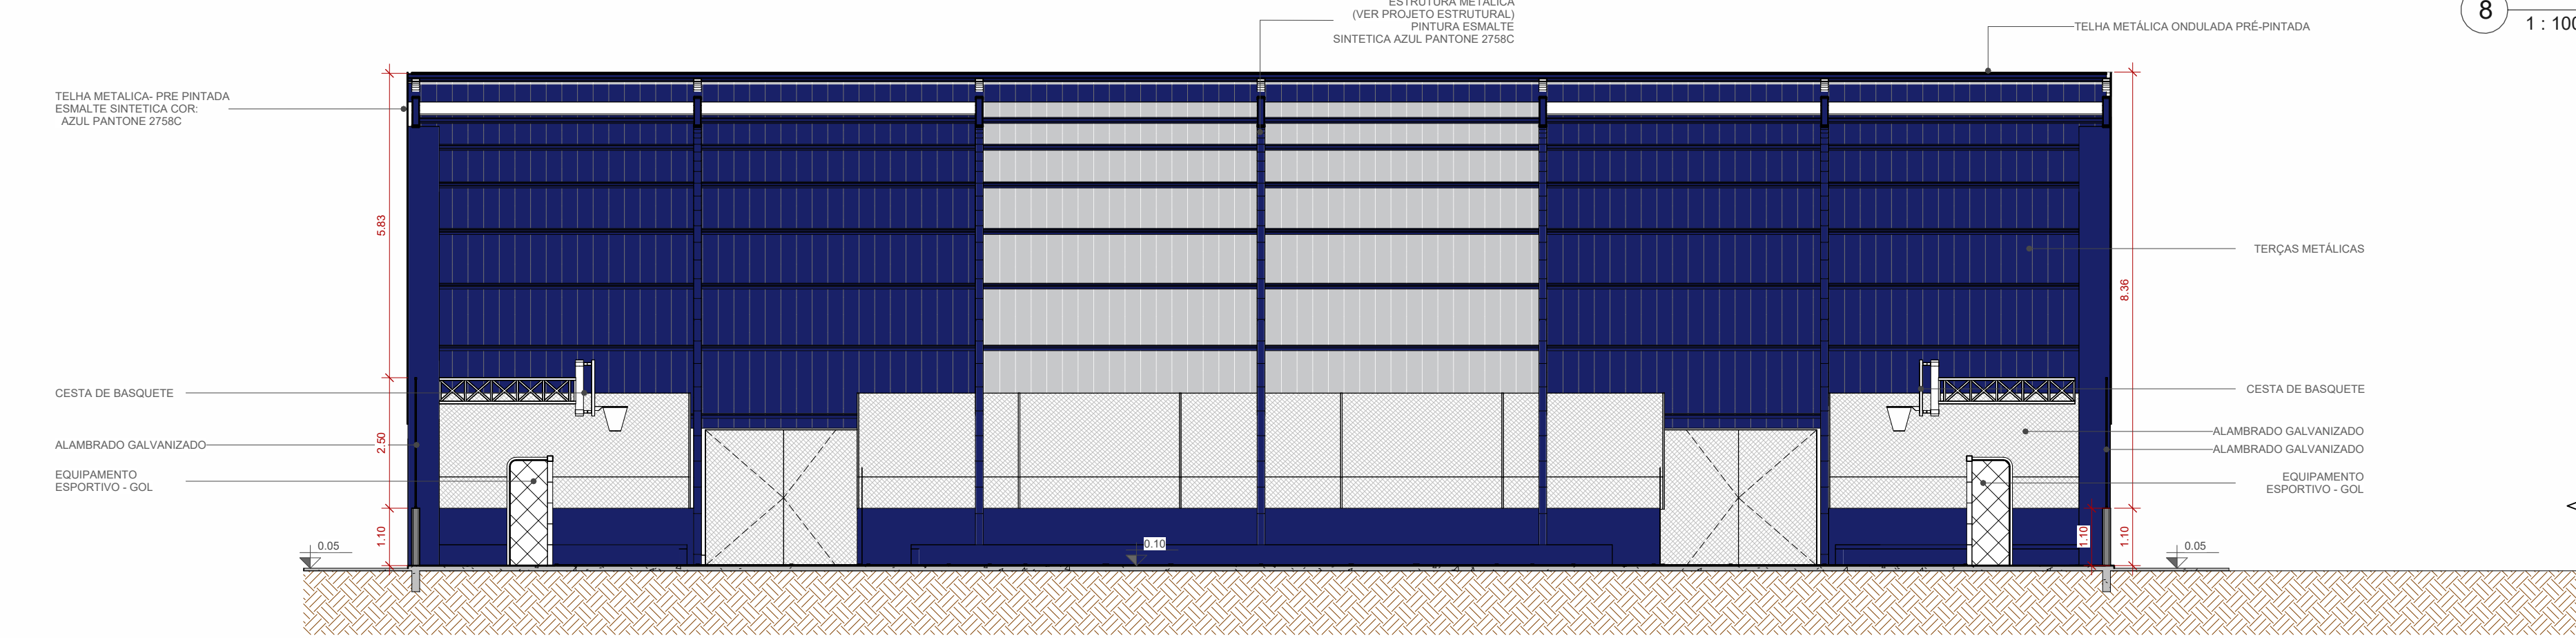 ESTRUTURA METÁLICA
(VER PROJETO ESTRUTURAL)
PINTURA ESMALTE
SINTETICA AZUL PANTONE 2758C
TELHA METÁLICA ONDULADA PRÉ-PINTADA
8
1 : 100
TELHA METALICA- PRE PINTADA
ESMALTE SINTETICA COR:
AZUL PANTONE 2758C
5.83
TERÇAS METÁLICAS
8.36
CESTA DE BASQUETE
CESTA DE BASQUETE
2.50
ALAMBRADO GALVANIZADO
ALAMBRADO GALVANIZADO
ALAMBRADO GALVANIZADO
EQUIPAMENTO
ESPORTIVO - GOL
EQUIPAMENTO
ESPORTIVO - GOL
1.10
1.10
1.10
0.05
0.10
0.05